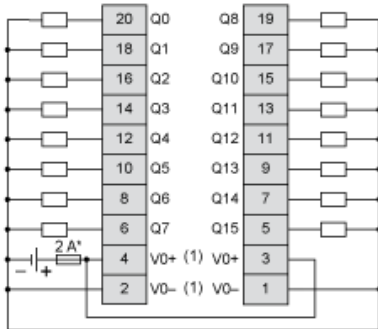 20 Q0 Q8 19
18 Q1 Q9 17
16 Q2 Q10 15
14 Q3 Q11 13
12 Q4 Q12 11
10 Q5 Q13 9
8 Q6 Q14 7
6 Q7 Q15 5
2 A*
− + 4 V0+ (1) V0+ 3
2 V0− (1) V0− 1